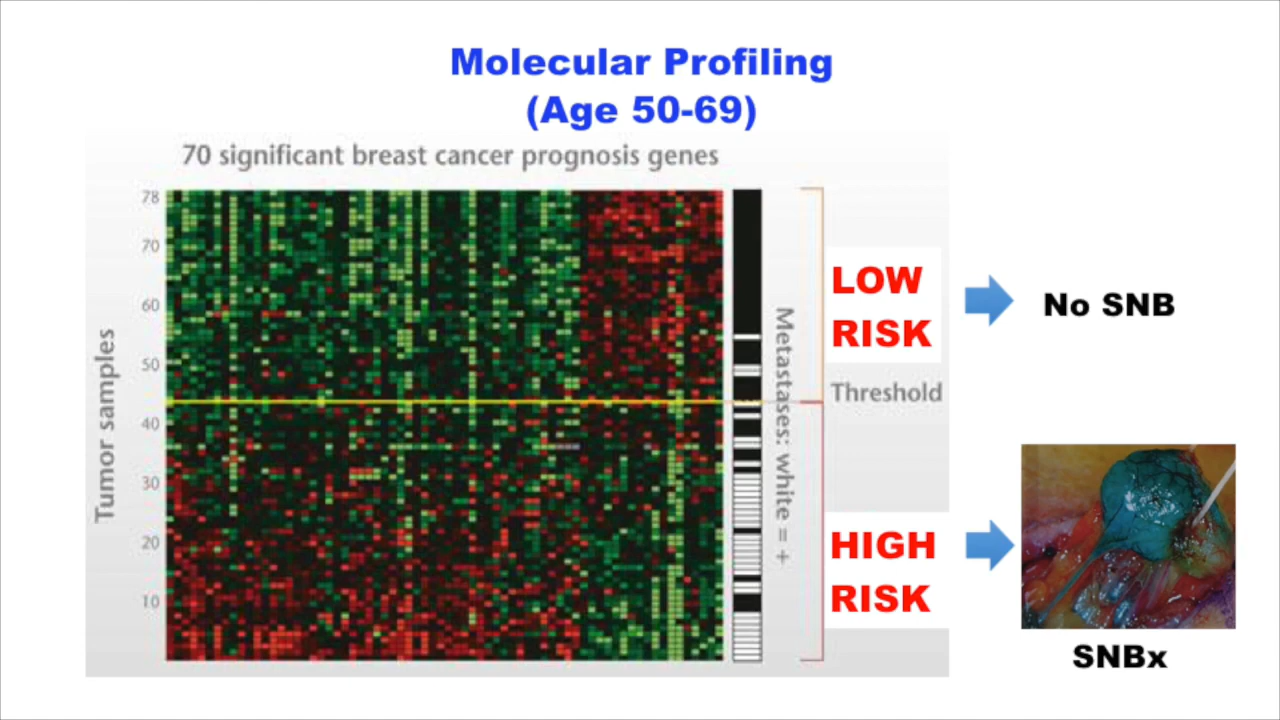 Molecular Profiling
(Age 50-69)
70 significant breast cancer prognosis genes
Tumor samples
78
70
60
50
40
30
20
10
Metastases: white = +
LOW
RISK
Threshold
HIGH
RISK
No SNB
SNBx